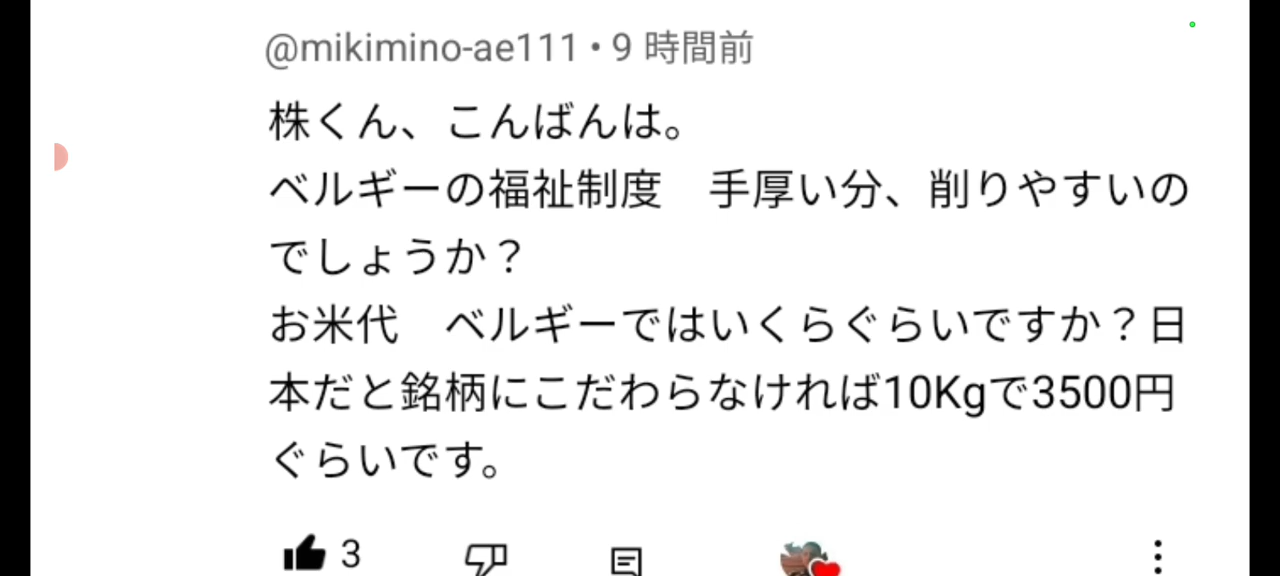 @mikimino-ae111 • 9 時間前
株くん、こんばんは。
ベルギーの福祉制度　手厚い分、削りやすいの
でしょうか？
お米代　ベルギーではいくらぐらいですか？日
本だと銘柄にこだわらなければ10Kgで3500円
ぐらいです。
3